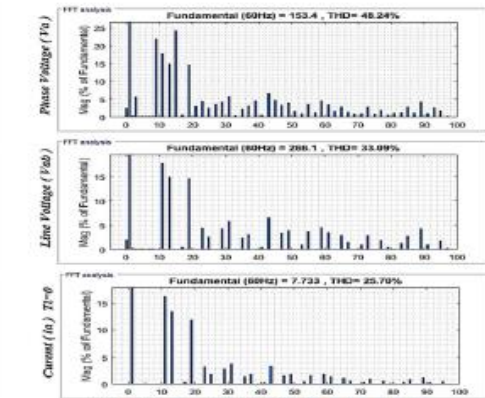 FFT analysis
Fundamental (60Hz) = 153.4 , THD= 48.24%
Phase Voltage (Va)
Mag (% of Fundamental)
25
20
15
10
5
0
0 10 20 30 40 50 60 70 80 90 100
FFT analysis
Fundamental (60Hz) = 266.1 , THD= 33.09%
Line Voltage (Vab)
Mag (% of Fundamental)
15
10
5
0
0 10 20 30 40 50 60 70 80 90 100
FFT analysis
Fundamental (60Hz) = 7.733 , THD= 25.70%
Current (ia) Tl=0
Mag (% of Fundamental)
15
10
5
0
0 10 20 30 40 50 60 70 80 90 100